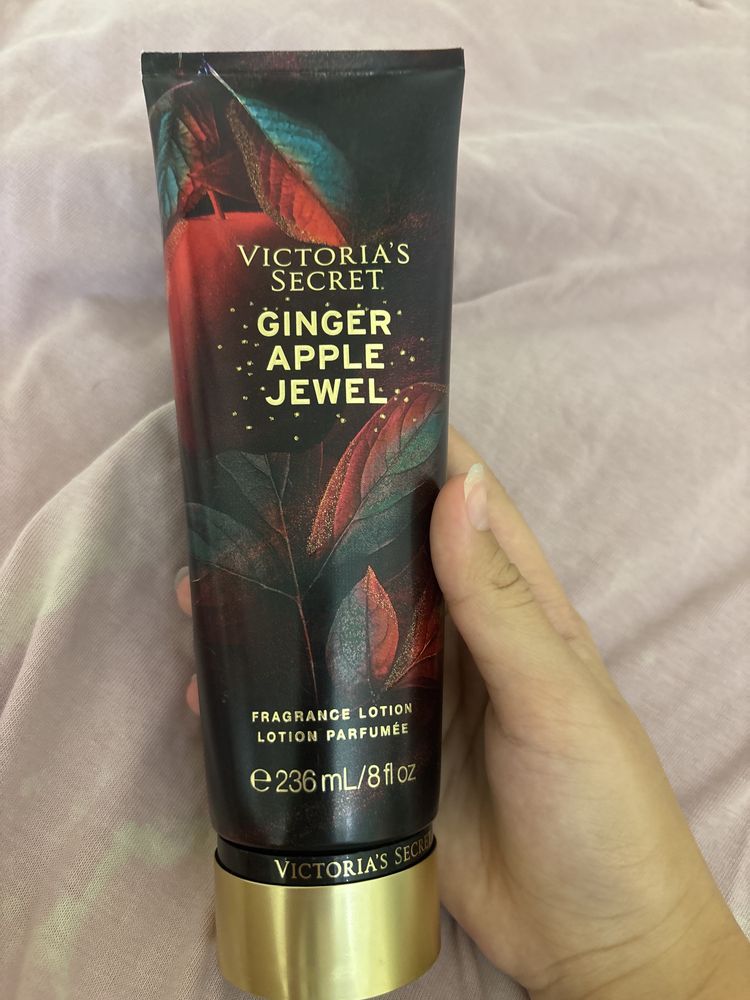 VICTORIA'S
SECRET
GINGER
APPLE
JEWEL
FRAGRANCE LOTION
LOTION PARFUMÉE
℮ 236 mL/8 fl oz
VICTORIA'S SECRET